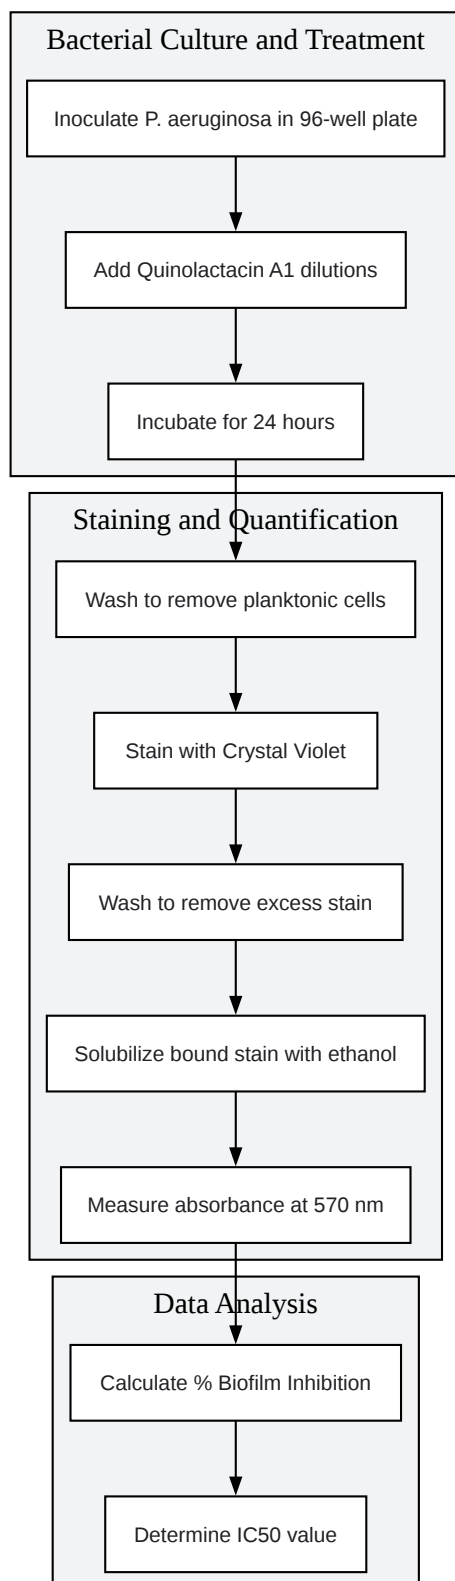 Bacterial Culture and Treatment
Inoculate P. aeruginosa in 96-well plate
Add Quinolactacin A1 dilutions
Incubate for 24 hours
Staining and Quantification
Wash to remove planktonic cells
Stain with Crystal Violet
Wash to remove excess stain
Solubilize bound stain with ethanol
Measure absorbance at 570 nm
Data Analysis
Calculate % Biofilm Inhibition
Determine IC50 value